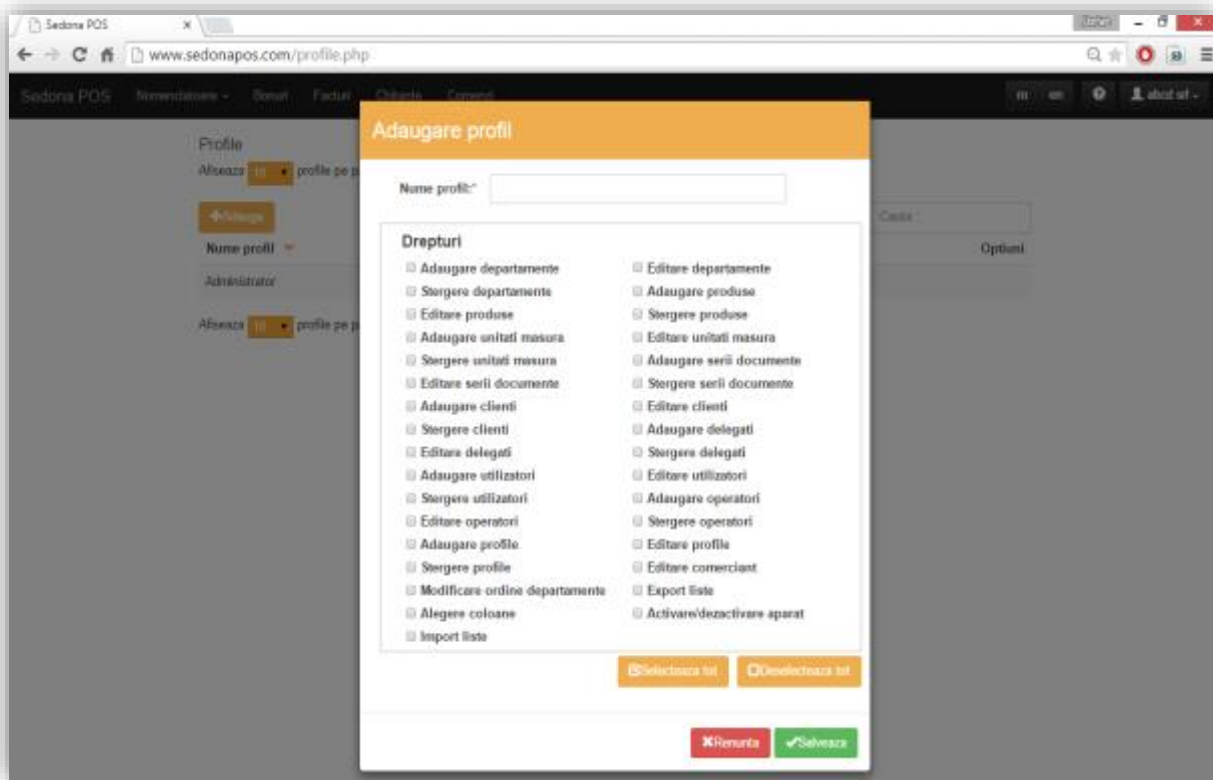 Sedona POS
www.sedonapos.com/profile.php
Sedona POS Nomenclatoare Bonuri Facturi Chitante Comenzi ro en
Profile
Afiseaza 10 profile pe p
Adaugare profil
Nume profil:*
+Adauga
Cauta
Nume profil Optiuni
Administrator
Afiseaza 10 profile pe p
Drepturi
Adaugare departamente Editare departamente
Stergere departamente Adaugare produse
Editare produse Stergere produse
Adaugare unitati masura Editare unitati masura
Stergere unitati masura Adaugare serii documente
Editare serii documente Stergere serii documente
Adaugare clienti Editare clienti
Stergere clienti Adaugare delegati
Editare delegati Stergere delegati
Adaugare utilizatori Editare utilizatori
Stergere utilizatori Adaugare operatori
Editare operatori Stergere operatori
Adaugare profile Editare profile
Stergere profile Editare comerciant
Modificare ordine departamente Export liste
Alegere coloane Activare/dezactivare aparat
Import liste
Selecteaza tot Deselecteaza tot
Renunta Salveaza